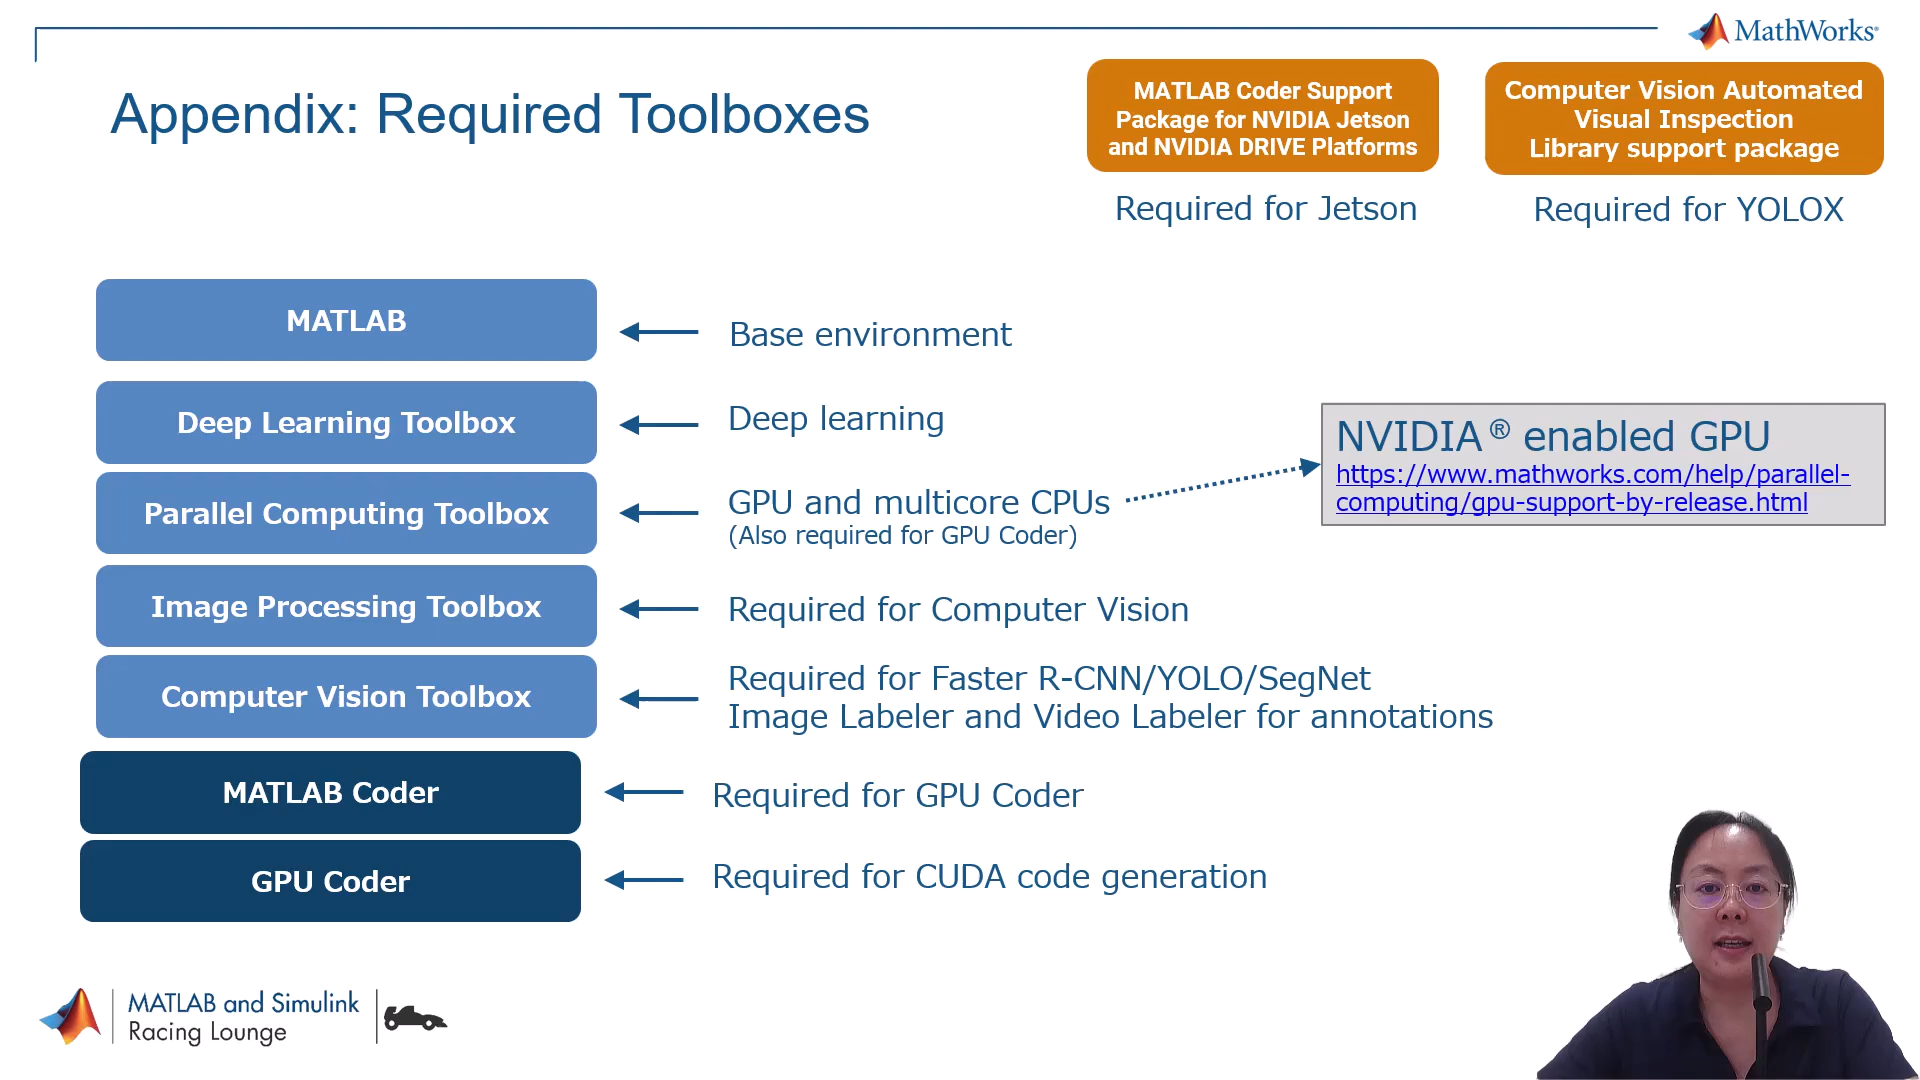 MathWorks®
Appendix: Required Toolboxes
MATLAB Coder Support
Package for NVIDIA Jetson
and NVIDIA DRIVE Platforms
Required for Jetson
Computer Vision Automated
Visual Inspection
Library support package
Required for YOLOX
MATLAB
Base environment
Deep Learning Toolbox
Deep learning
Parallel Computing Toolbox
GPU and multicore CPUs
(Also required for GPU Coder)
NVIDIA® enabled GPU
https://www.mathworks.com/help/parallel-
computing/gpu-support-by-release.html
Image Processing Toolbox
Required for Computer Vision
Computer Vision Toolbox
Required for Faster R-CNN/YOLO/SegNet
Image Labeler and Video Labeler for annotations
MATLAB Coder
Required for GPU Coder
GPU Coder
Required for CUDA code generation
MATLAB and Simulink
Racing Lounge